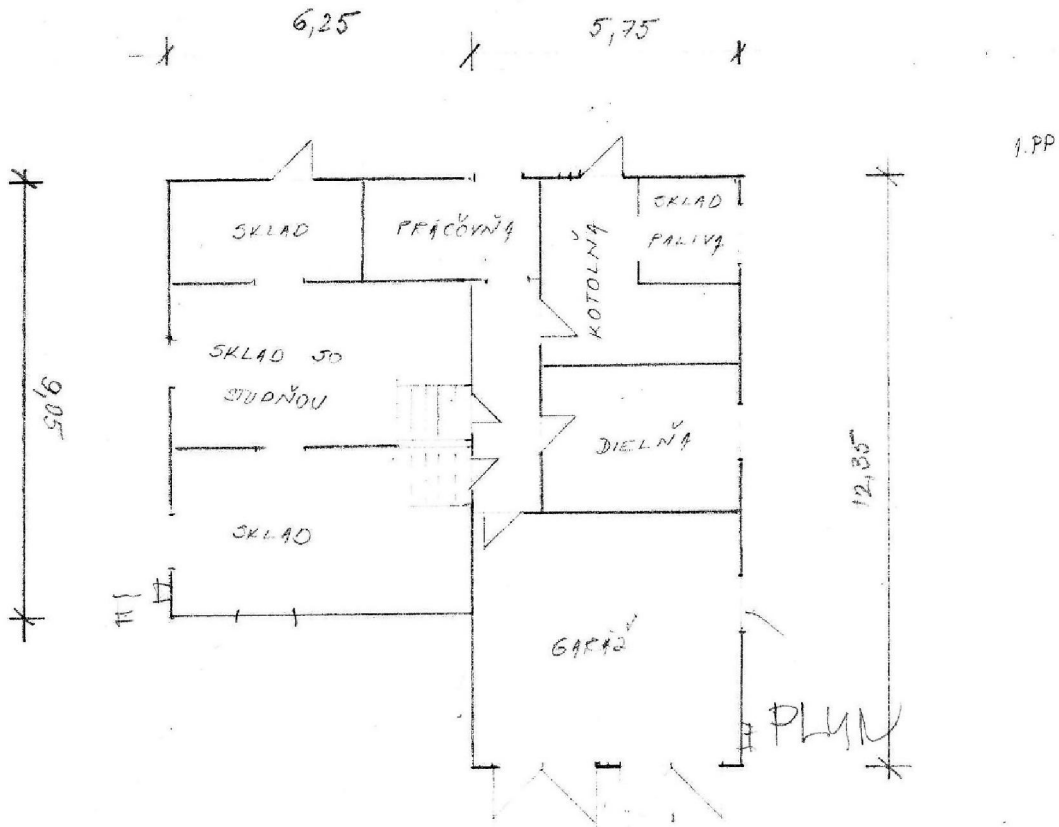 6,25
5,75
1.PP
SKLAD
PRÁČOVŇA
KOTOLŇA
SKLAD
PALIVA
9,05
SKLAD SO
STUDŇOU
DIELŇA
12,35
SKLAD
GARÁŽ
PLYN